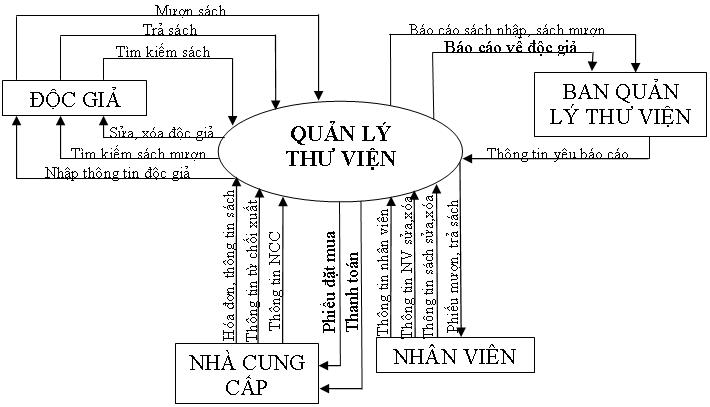 Mượn sách
Trả sách
Tìm kiếm sách
ĐỘC GIẢ
Sửa, xóa độc giả
Tìm kiếm sách mượn
Nhập thông tin độc giả
QUẢN LÝ
THƯ VIỆN
Báo cáo sách nhập, sách mượn
Báo cáo về độc giả
BAN QUẢN
LÝ THƯ VIỆN
Thông tin yêu báo cáo
Hóa đơn, thông tin sách
Thông tin từ chối xuất
Thông tin NCC
Phiếu đặt mua
Thanh toán
Thông tin nhân viên
Thông tin NV sửa,xóa
Thông tin sách sửa,xóa
Phiếu mượn, trả sách
NHÀ CUNG
CẤP
NHÂN VIÊN